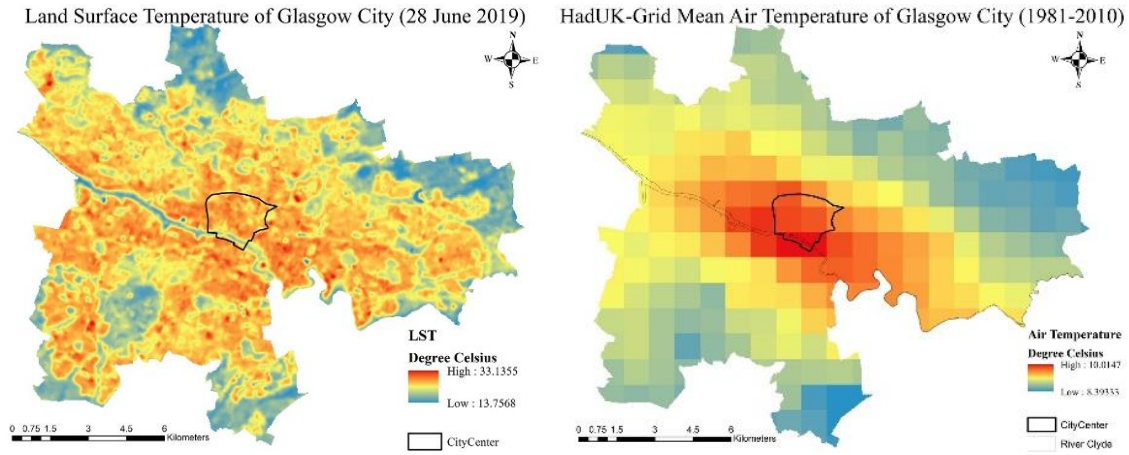 Land Surface Temperature of Glasgow City (28 June 2019)
N
W E
S
LST
Degree Celsius
High : 33.1355
Low : 13.7568
0 0.75 1.5 3 4.5 6
Kilometers
CityCenter
HadUK-Grid Mean Air Temperature of Glasgow City (1981-2010)
N
W E
S
Air Temperature
Degree Celsius
High : 10.0147
Low : 8.39333
0 0.75 1.5 3 4.5 6
Kilometers
CityCenter
River Clyde